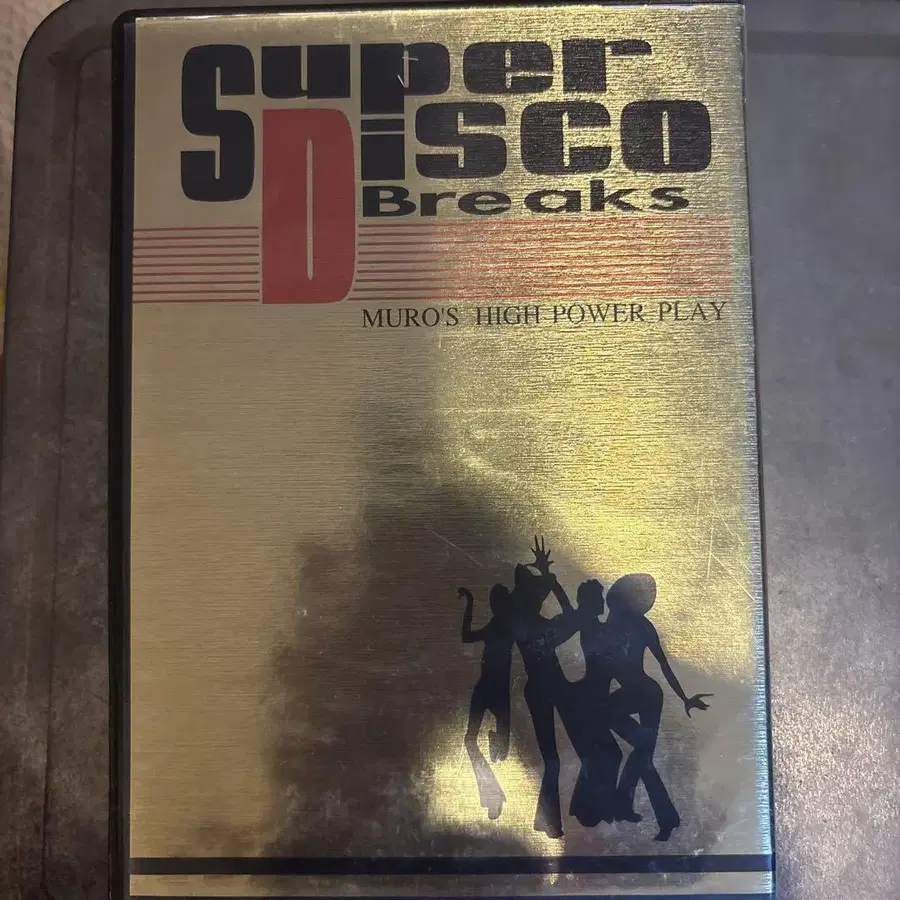 Super
Disco
Breaks
MURO'S HIGH POWER PLAY